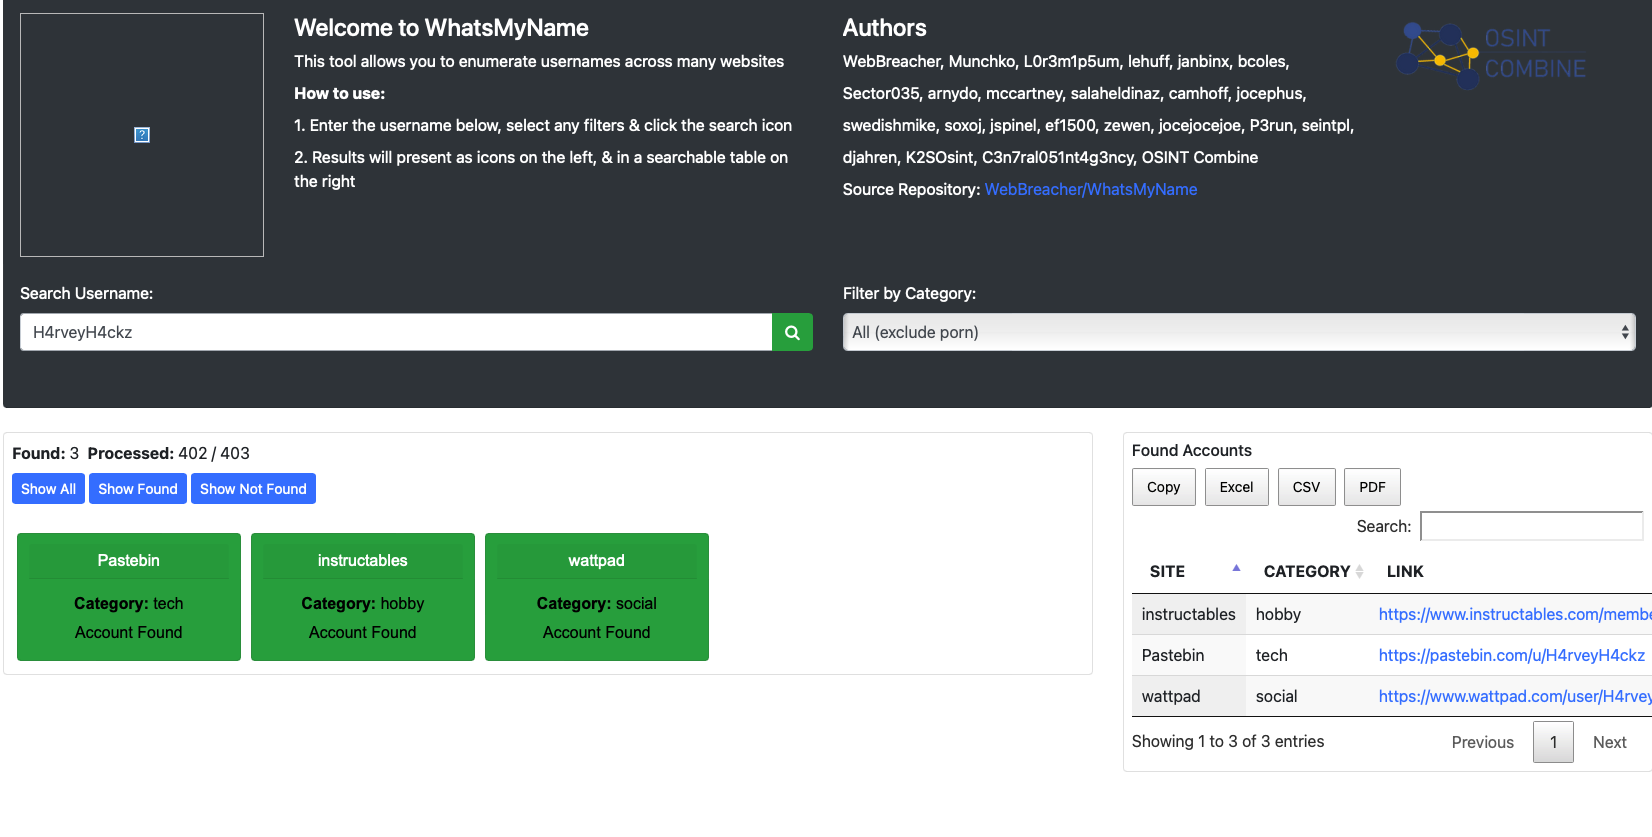 Welcome to WhatsMyName
This tool allows you to enumerate usernames across many websites
How to use:
1. Enter the username below, select any filters & click the search icon
2. Results will present as icons on the left, & in a searchable table on
the right
Authors
WebBreacher, Munchko, L0r3m1p5um, lehuff, janbinx, bcoles,
Sector035, arnydo, mccartney, salaheldinaz, camhoff, jocephus,
swedishmike, soxoj, jspinel, ef1500, zewen, jocejocejoe, P3run, seintpl,
djahren, K2SOsint, C3n7ral051nt4g3ncy, OSINT Combine
Source Repository: WebBreacher/WhatsMyName
OSINT
COMBINE
Search Username:
H4rveyH4ckz
Filter by Category:
All (exclude porn)
Found: 3 Processed: 402 / 403
Show All Show Found Show Not Found
Pastebin
Category: tech
Account Found
instructables
Category: hobby
Account Found
wattpad
Category: social
Account Found
Found Accounts
Copy Excel CSV PDF
Search:
SITE CATEGORY LINK
instructables hobby https://www.instructables.com/membe
Pastebin tech https://pastebin.com/u/H4rveyH4ckz
wattpad social https://www.wattpad.com/user/H4rvey
Showing 1 to 3 of 3 entries
Previous 1 Next